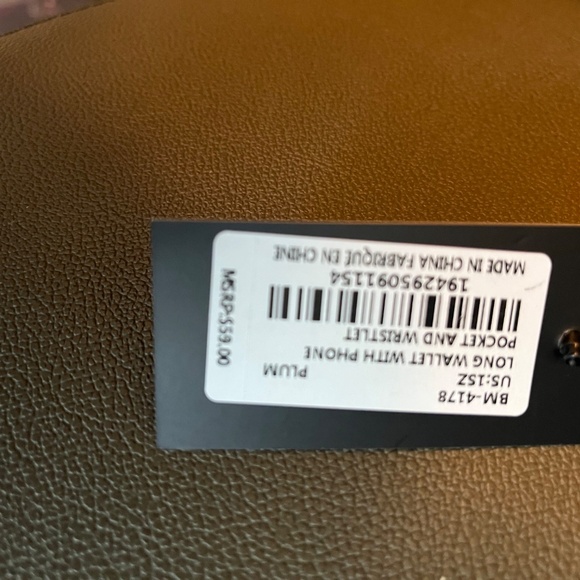 BM-4178
US:1SZ
PLUM
LONG WALLET WITH PHONE
POCKET AND WRISTLET
194295091154
MADE IN CHINA FABRIQUE EN CHINE
MSRP:$59.00